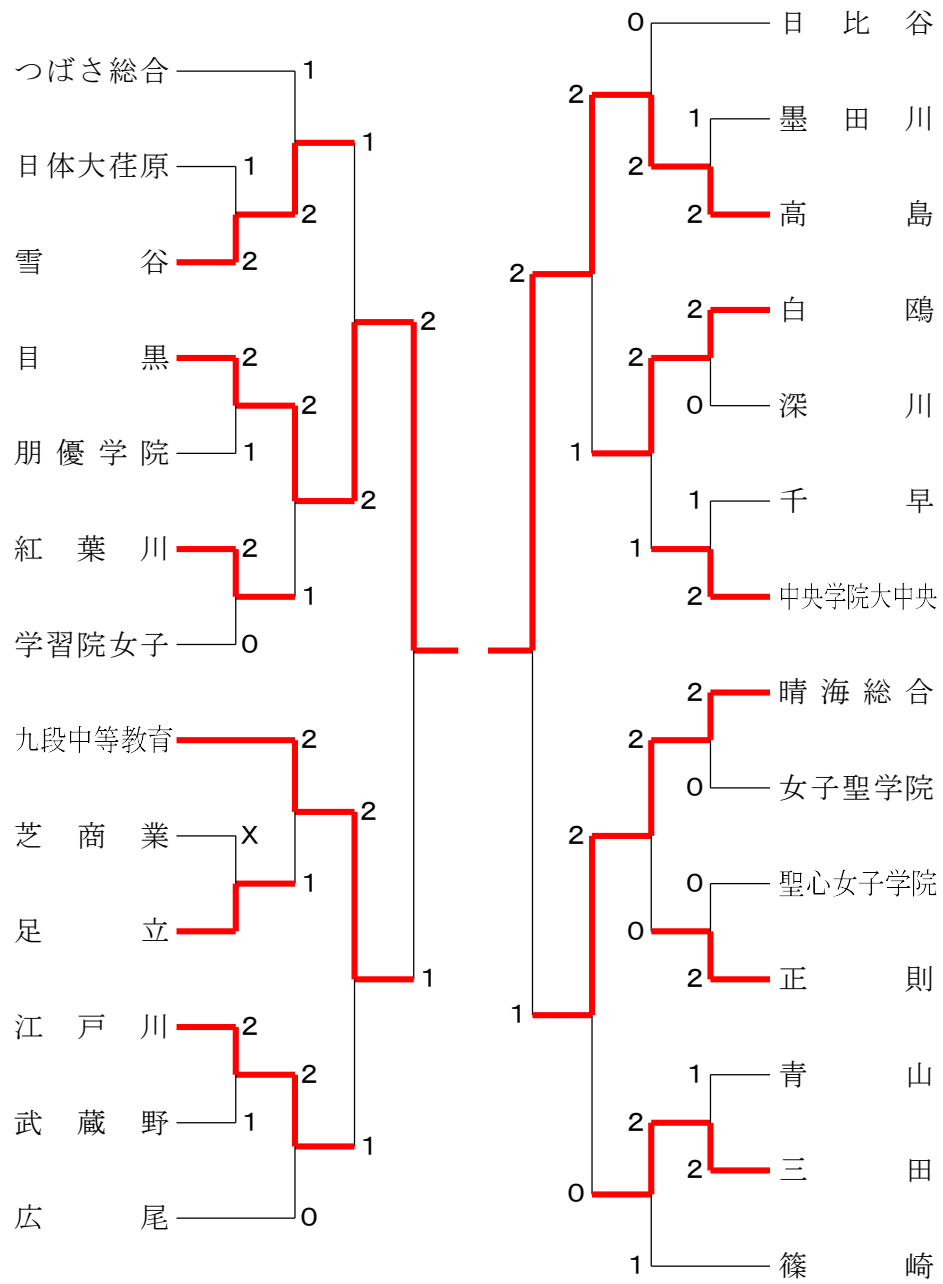 つばさ総合 1
1
日体大荏原 1
2
雪谷 2
2
目黒 2
2
朋優学院 1
2
紅葉川 2
1
学習院女子 0
九段中等教育 2
2
芝商業 X
1
足立
1
江戸川 2
2
武蔵野 1
1
広尾 0
0 日比谷
2
1 墨田川
2
2 高島
2
2 白鴎
2
0 深川
1
1 千早
1
2 中央学院大中央
2 晴海総合
2
0 女子聖学院
2
0 聖心女子学院
0
2 正則
1
1 青山
2
2 三田
0
1 篠崎